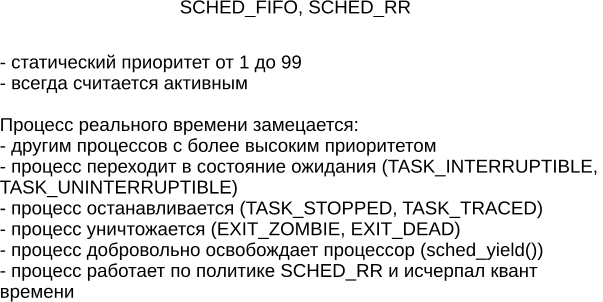 SCHED_FIFO, SCHED_RR
- статический приоритет от 1 до 99
- всегда считается активным
Процесс реального времени замещается:
- другим процессов с более высоким приоритетом
- процесс переходит в состояние ожидания (TASK_INTERRUPTIBLE,
TASK_UNINTERRUPTIBLE)
- процесс останавливается (TASK_STOPPED, TASK_TRACED)
- процесс уничтожается (EXIT_ZOMBIE, EXIT_DEAD)
- процесс добровольно освобождает процессор (sched_yield())
- процесс работает по политике SCHED_RR и исчерпал квант
времени